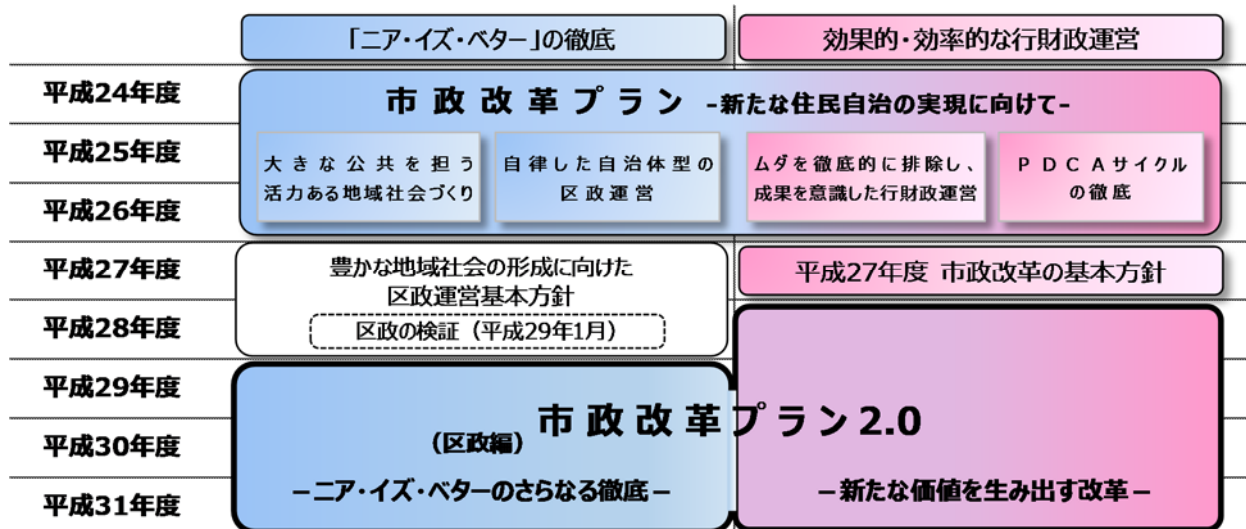 「ニア・イズ・ベター」の徹底
効果的・効率的な行財政運営
平成24年度
平成25年度
平成26年度
平成27年度
平成28年度
平成29年度
平成30年度
平成31年度
市政改革プラン -新たな住民自治の実現に向けて-
大きな公共を担う
活力ある地域社会づくり
自律した自治体型の
区政運営
ムダを徹底的に排除し、
成果を意識した行財政運営
PDCAサイクル
の徹底
豊かな地域社会の形成に向けた
区政運営基本方針
区政の検証（平成29年1月）
平成27年度 市政改革の基本方針
市政改革プラン2.0
（区政編）
－ニア・イズ・ベターのさらなる徹底－
－新たな価値を生み出す改革－